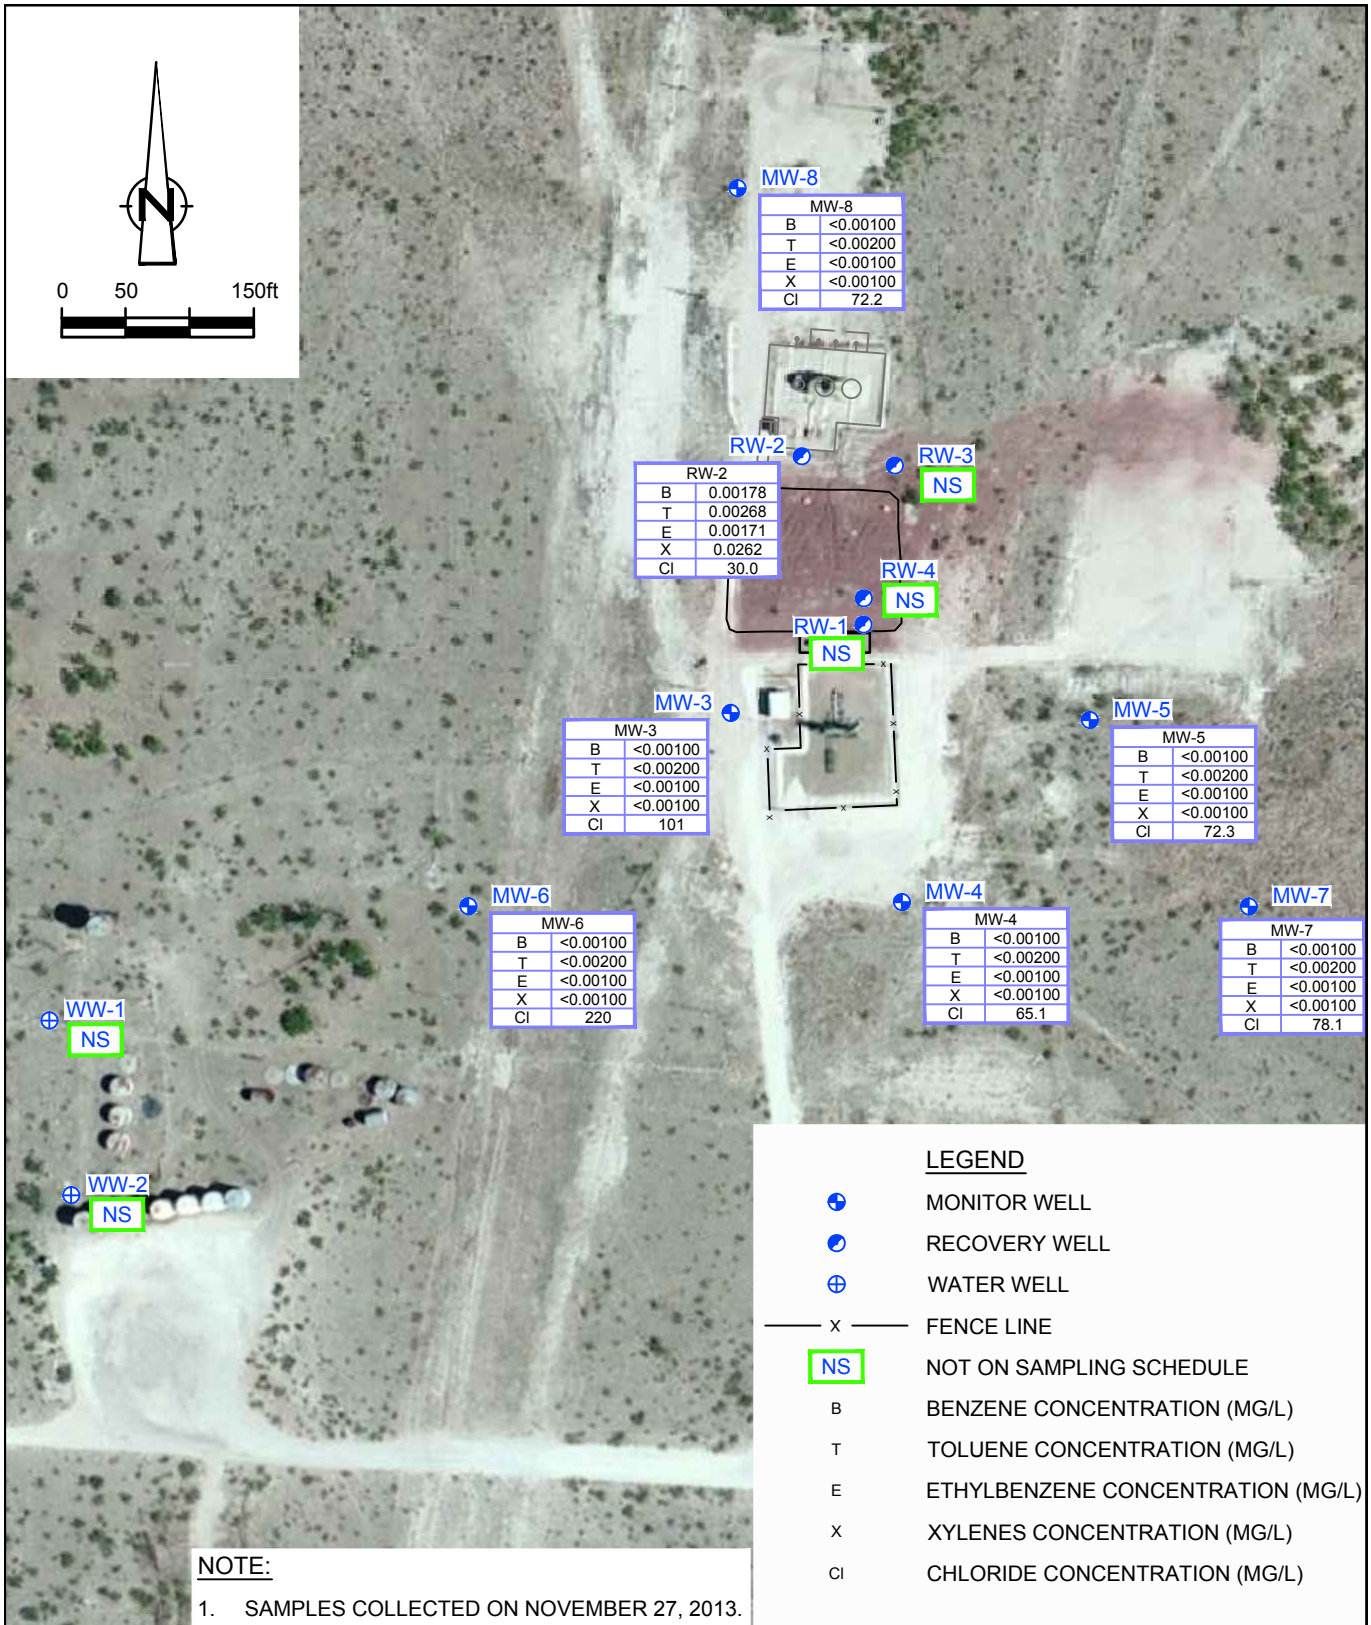 N
0 50 150ft
MW-8
MW-8
B <0.00100
T <0.00200
E <0.00100
X <0.00100
Cl 72.2
RW-2
RW-2
B 0.00178
T 0.00268
E 0.00171
X 0.0262
Cl 30.0
RW-3
NS
RW-4
NS
RW-1
NS
MW-3
MW-3
B <0.00100
T <0.00200
E <0.00100
X <0.00100
Cl 101
x
x
x
x
x
x
x
MW-5
MW-5
B <0.00100
T <0.00200
E <0.00100
X <0.00100
Cl 72.3
MW-6
MW-6
B <0.00100
T <0.00200
E <0.00100
X <0.00100
Cl 220
MW-4
MW-4
B <0.00100
T <0.00200
E <0.00100
X <0.00100
Cl 65.1
MW-7
MW-7
B <0.00100
T <0.00200
E <0.00100
X <0.00100
Cl 78.1
WW-1
NS
WW-2
NS
LEGEND
MONITOR WELL
RECOVERY WELL
WATER WELL
X FENCE LINE
NS NOT ON SAMPLING SCHEDULE
B BENZENE CONCENTRATION (MG/L)
T TOLUENE CONCENTRATION (MG/L)
E ETHYLBENZENE CONCENTRATION (MG/L)
X XYLENES CONCENTRATION (MG/L)
Cl CHLORIDE CONCENTRATION (MG/L)
NOTE:
1. SAMPLES COLLECTED ON NOVEMBER 27, 2013.